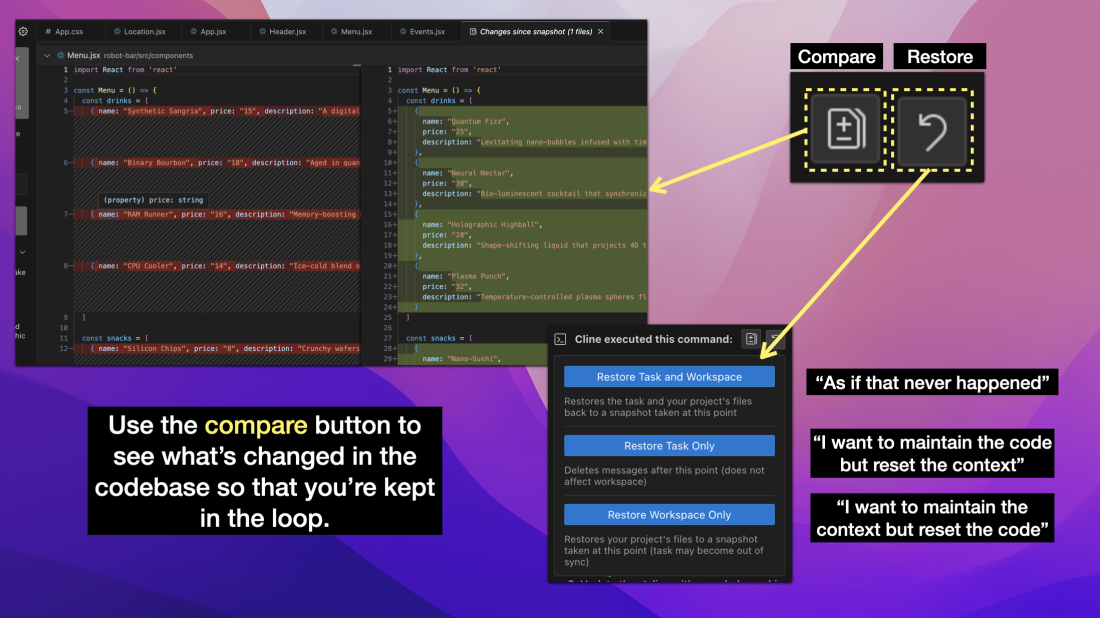 App.css
Location.jsx
App.jsx
Header.jsx
Menu.jsx
Events.jsx
Changes since snapshot (1 files)
Menu.jsx robot-bar/src/components
1 import React from 'react'
2
3 const Menu = () => {
4 const drinks = [
5 { name: "Synthetic Sangria", price: "15", description: "A digital
6 { name: "Binary Bourbon", price: "18", description: "Aged in quan
(property) price: string
7 { name: "RAM Runner", price: "16", description: "Memory-boosting
8 { name: "CPU Cooler", price: "14", description: "Ice-cold blend o
9 ]
10
11 const snacks = [
12 { name: "Silicon Chips", price: "8", description: "Crunchy wafers
1 import React from 'react'
2
3 const Menu = () => {
4 const drinks = [
5+ {
6+ name: "Quantum Fizz",
7+ price: "25",
8+ description: "Levitating nano-bubbles infused with tim
9+ },
10+ {
11+ name: "Neural Nectar",
12+ price: "30",
13+ description: "Bio-luminescent cocktail that synchroniz
14+ },
15+ {
16+ name: "Holographic Highball",
17+ price: "28",
18+ description: "Shape-shifting liquid that projects 4D t
19+ },
20+ {
21+ name: "Plasma Punch",
22+ price: "32",
23+ description: "Temperature-controlled plasma spheres fl
24+ }
25 ]
26
27 const snacks = [
28+ {
29+ name: "Nano-Sushi",
Compare
Restore
Cline executed this command:
Restore Task and Workspace
Restores the task and your project's files
back to a snapshot taken at this point
Restore Task Only
Deletes messages after this point (does not
affect workspace)
Restore Workspace Only
Restores your project's files to a snapshot
taken at this point (task may become out of
sync)
“As if that never happened”
“I want to maintain the code
but reset the context”
“I want to maintain the
context but reset the code”
Use the compare button to
see what’s changed in the
codebase so that you’re kept
in the loop.